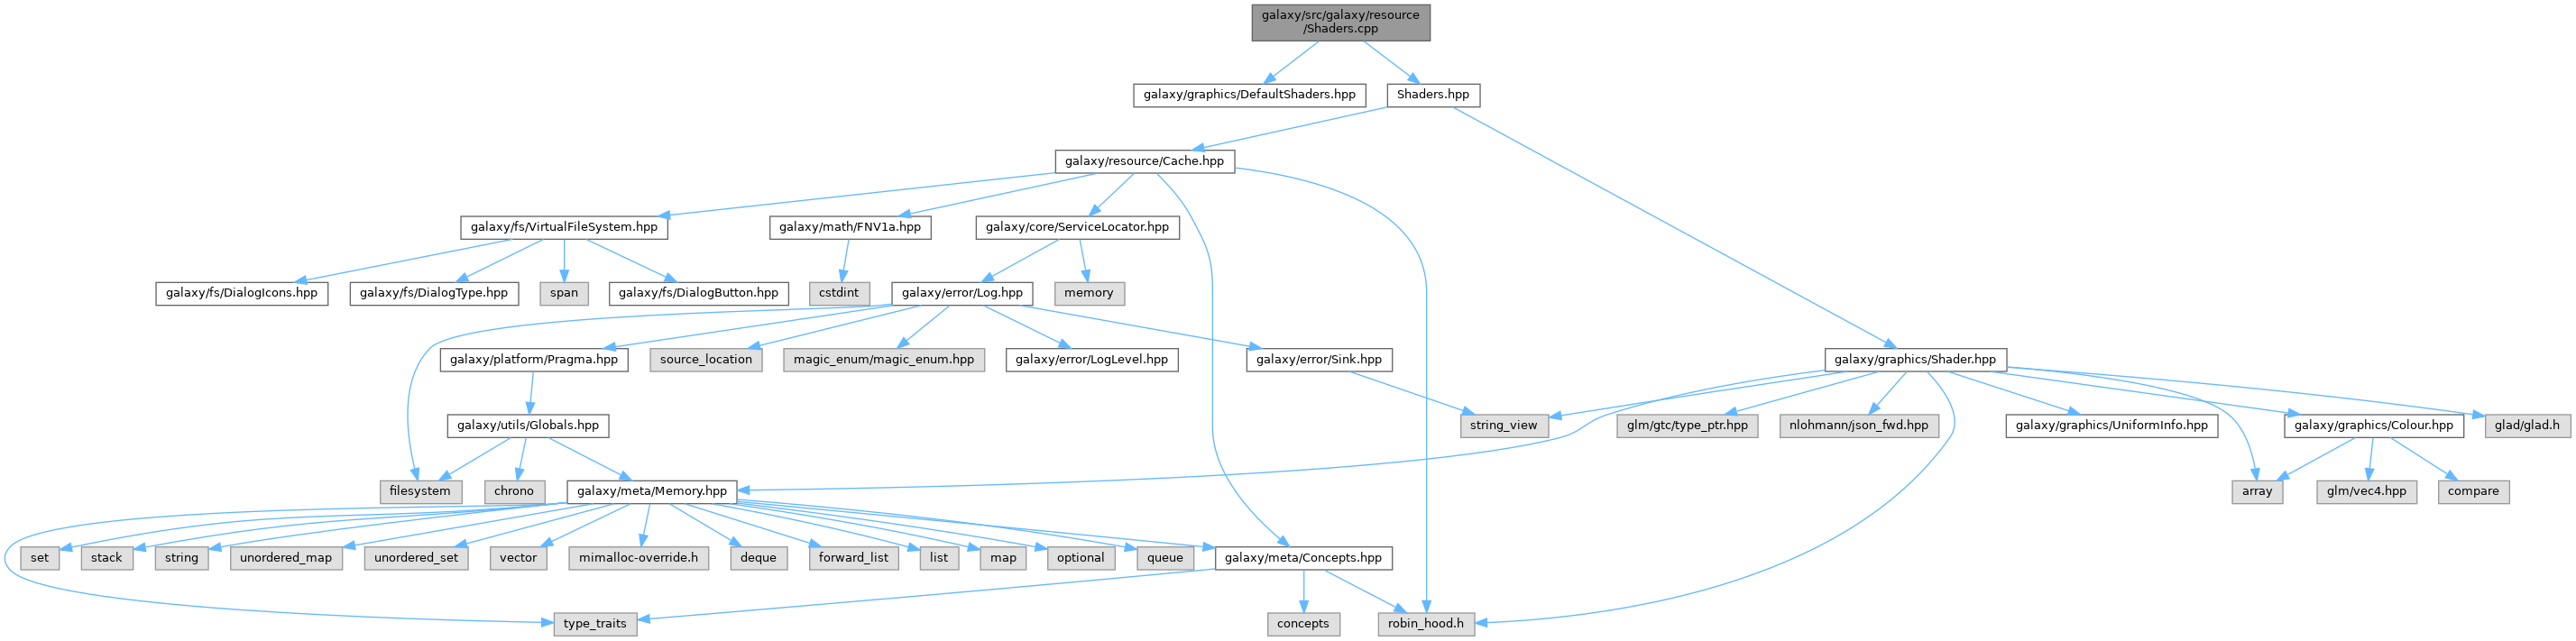 galaxy/src/galaxy/resource
/Shaders.cpp
galaxy/graphics/DefaultShaders.hpp
Shaders.hpp
galaxy/resource/Cache.hpp
galaxy/fs/VirtualFileSystem.hpp
galaxy/math/FNV1a.hpp
galaxy/core/ServiceLocator.hpp
galaxy/fs/DialogIcons.hpp
galaxy/fs/DialogType.hpp
span
galaxy/fs/DialogButton.hpp
cstdint
galaxy/error/Log.hpp
memory
galaxy/platform/Pragma.hpp
source_location
magic_enum/magic_enum.hpp
galaxy/error/LogLevel.hpp
galaxy/error/Sink.hpp
galaxy/graphics/Shader.hpp
galaxy/utils/Globals.hpp
string_view
glm/gtc/type_ptr.hpp
nlohmann/json_fwd.hpp
galaxy/graphics/UniformInfo.hpp
galaxy/graphics/Colour.hpp
glad/glad.h
filesystem
chrono
galaxy/meta/Memory.hpp
array
glm/vec4.hpp
compare
set
stack
string
unordered_map
unordered_set
vector
mimalloc-override.h
deque
forward_list
list
map
optional
queue
galaxy/meta/Concepts.hpp
type_traits
concepts
robin_hood.h